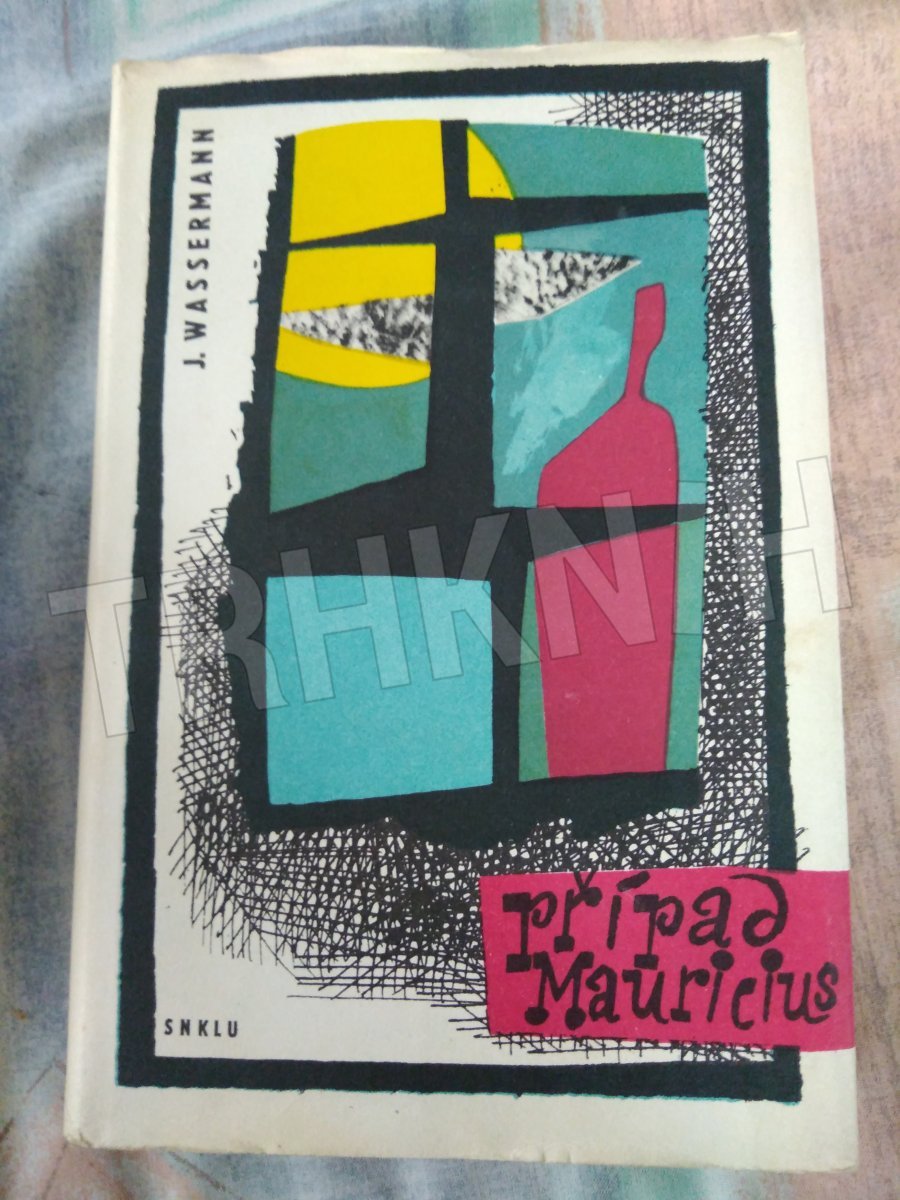 J. WASSERMANN
případ
Mauricius
SNKLU
TRHKNIH